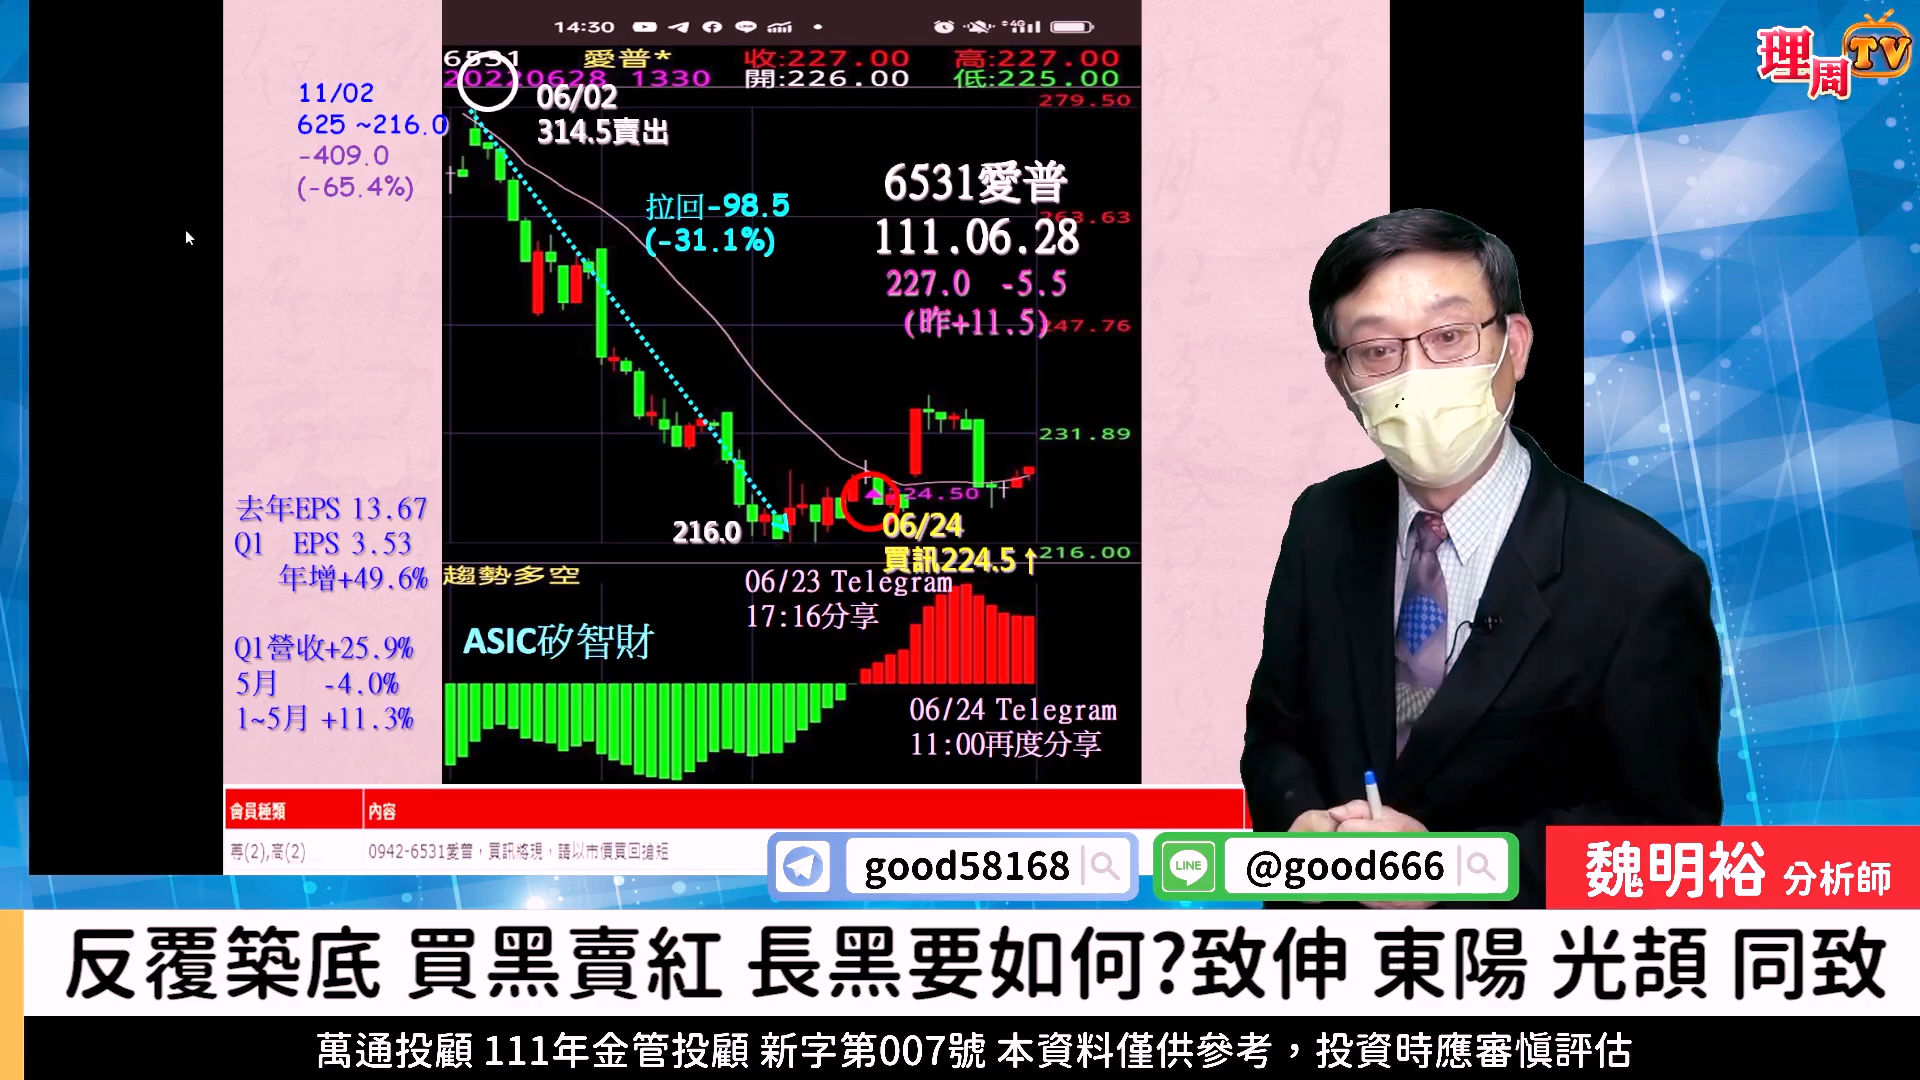 14:30
4G
理周TV
6531 愛普* 收:227.00 高:227.00
20220628 1330 開:226.00 低:225.00
279.50
263.63
247.76
231.89
216.00
11/02
625 ~216.0
-409.0
(-65.4%)
06/02
314.5賣出
拉回-98.5
(-31.1%)
6531愛普
111.06.28
227.0 -5.5
(昨+11.5)
去年EPS 13.67
Q1 EPS 3.53
年增+49.6%
Q1營收+25.9%
5月 -4.0%
1~5月 +11.3%
216.0
224.50
06/24
買訊224.5↑
趨勢多空
06/23 Telegram
17:16分享
ASIC矽智財
06/24 Telegram
11:00再度分享
會員種類 內容
尊(2),高(2) 0942-6531愛普，買訊將現，請以市價買回搶短
good58168
LINE
@good666
魏明裕 分析師
反覆築底 買黑賣紅 長黑要如何?致伸 東陽 光頡 同致
萬通投顧 111年金管投顧 新字第007號 本資料僅供參考，投資時應審慎評估